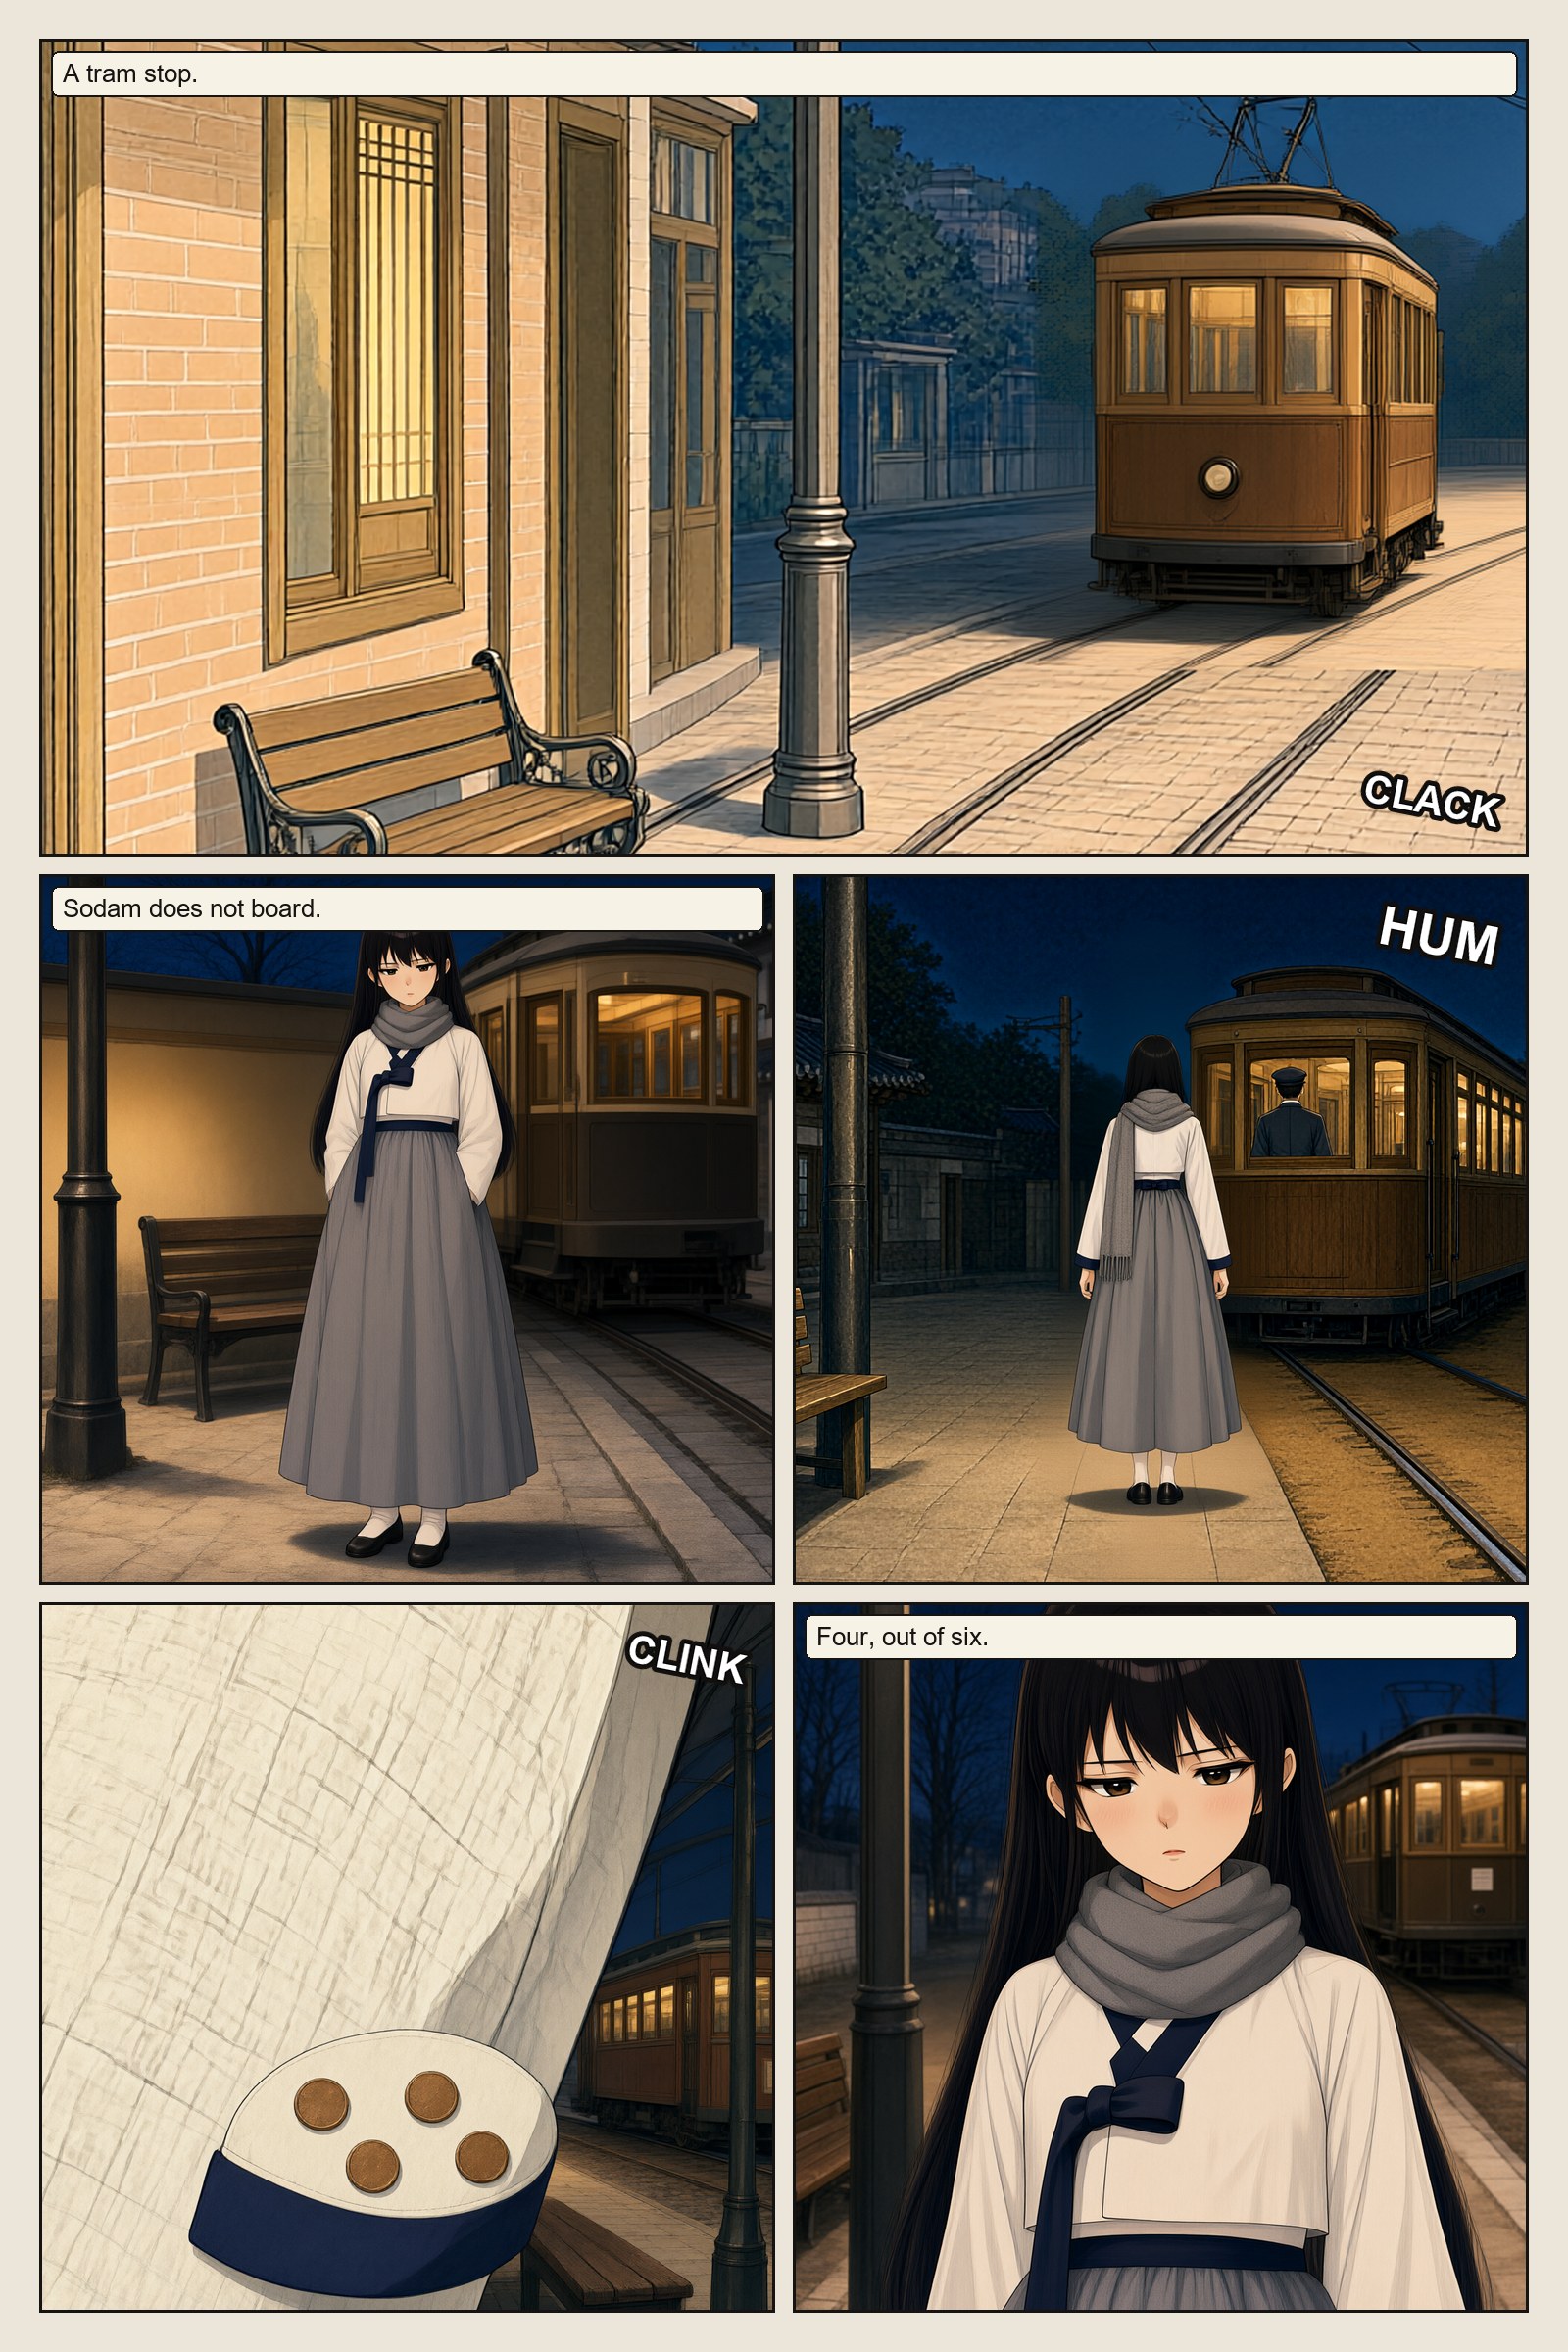 A tram stop.
CLACK
Sodam does not board.
HUM
CLINK
Four, out of six.